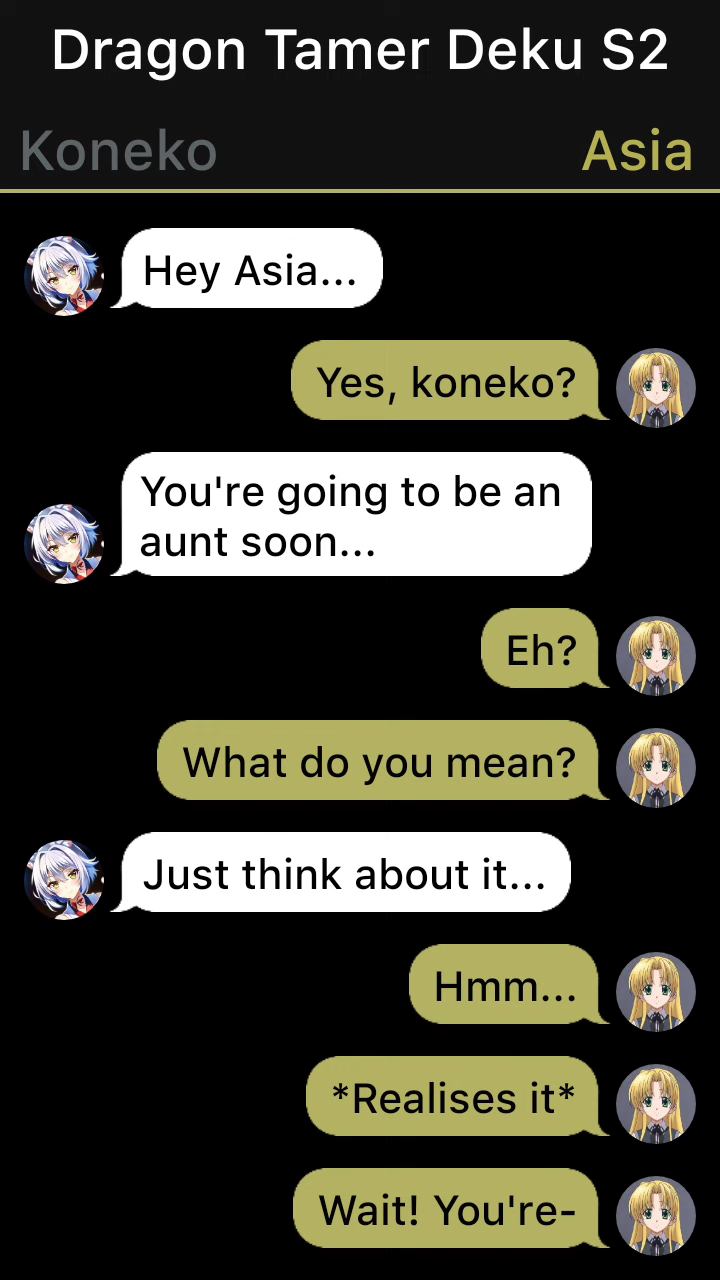 Dragon Tamer Deku S2
Koneko
Asia
Hey Asia...
Yes, koneko?
You're going to be an
aunt soon...
Eh?
What do you mean?
Just think about it...
Hmm...
*Realises it*
Wait! You're-